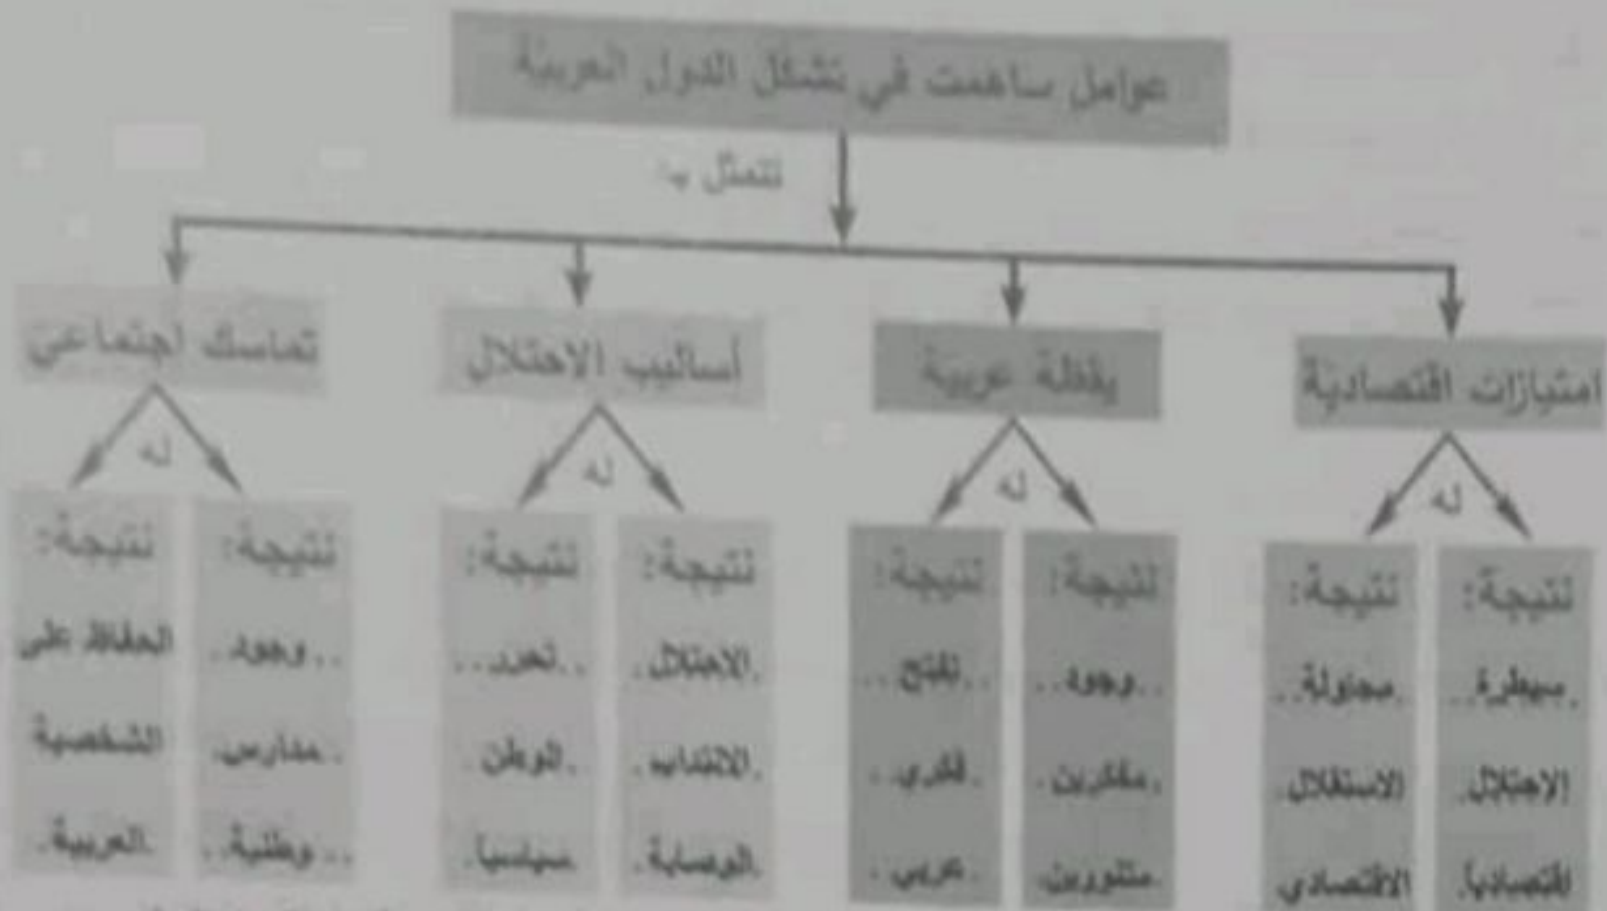 عوامل ساهمت في تشكل الدول العربية
تتمثل بـ:
امتيازات اقتصادية
يقظة عربية
أساليب الاحتلال
تماسك اجتماعي
له
له
له
له
نتيجة:
.سيطرة..
الاحتلال.
اقتصادياً.
نتيجة:
.محاولة..
الاستقلال.
الاقتصادي
نتيجة:
..وجود..
.مفكرين.
.متنورين.
نتيجة:
..تفتح..
.فكري..
.عربي.
نتيجة:
.الاحتلال.
.الانتداب.
.الوصاية.
نتيجة:
..تحرر..
.الوطن.
سياسياً.
نتيجة:
..وجود.
..مدارس.
..وطنية..
نتيجة:
الحفاظ على
الشخصية
.العربية.